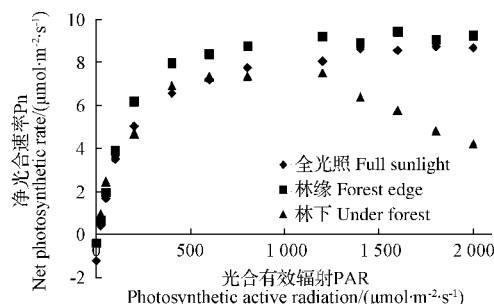 净光合速率Pn
Net photosynthetic rate/(μmol·m⁻²·s⁻¹)
10
8
6
4
2
0
-2
500
1 000
1 500
2 000
全光照 Full sunlight
林缘 Forest edge
林下 Under forest
光合有效辐射PAR
Photosynthetic active radiation/(μmol·m⁻²·s⁻¹)